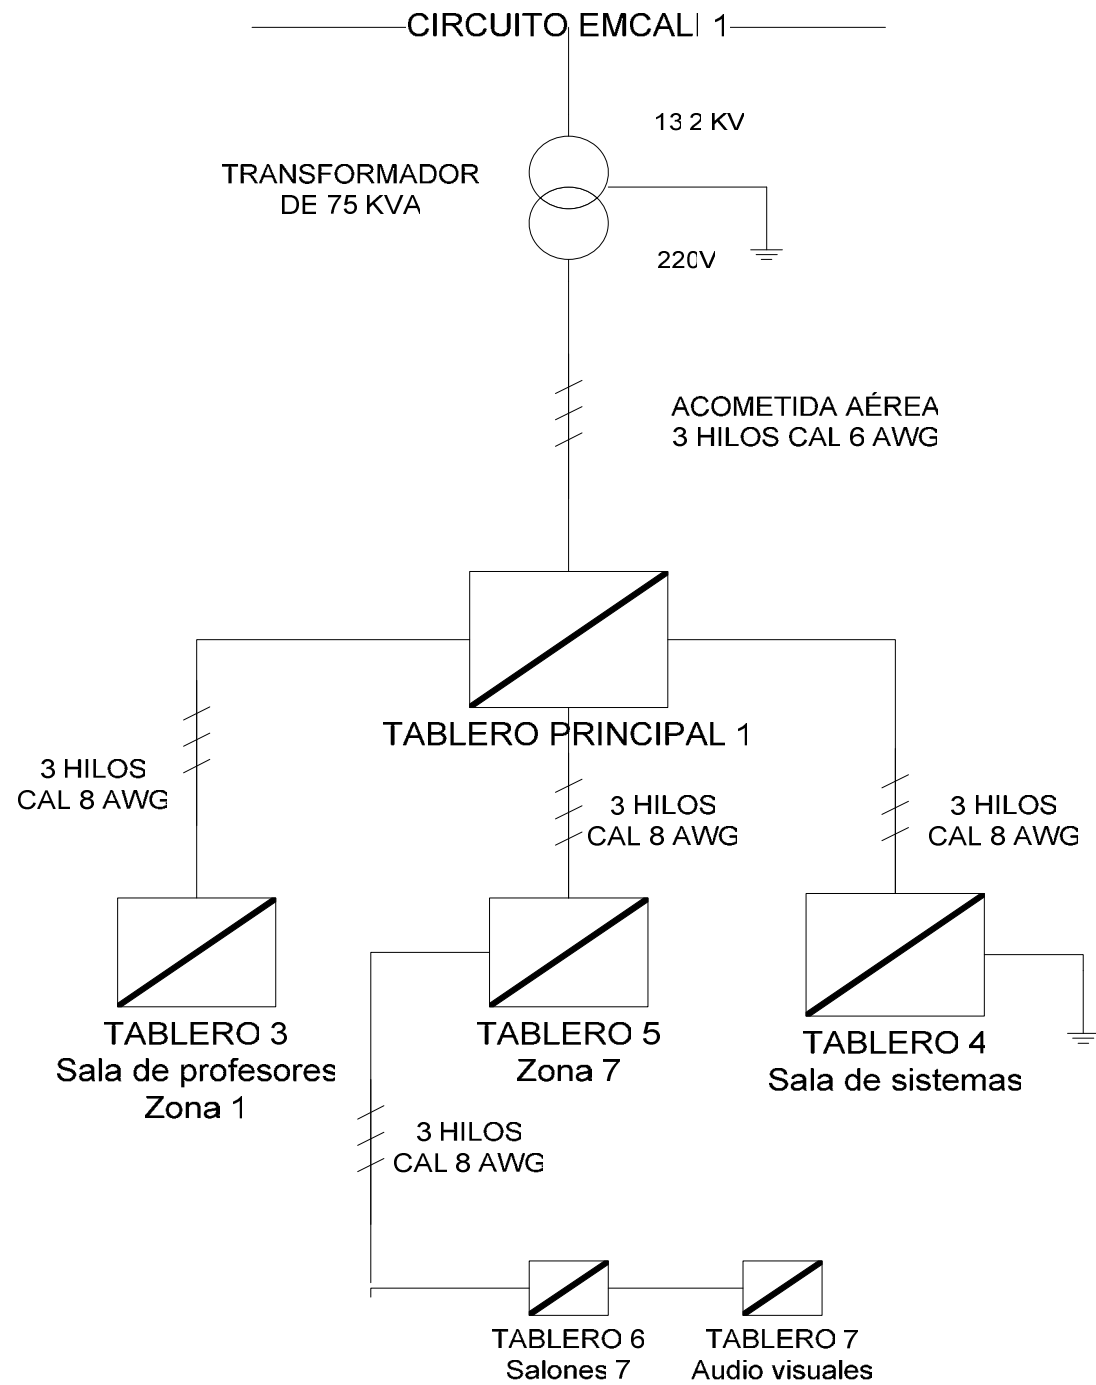 CIRCUITO EMCALI 1
13.2 KV
TRANSFORMADOR
DE 75 KVA
220V
ACOMETIDA AÉREA
3 HILOS CAL 6 AWG
TABLERO PRINCIPAL 1
3 HILOS
CAL 8 AWG
3 HILOS
CAL 8 AWG
3 HILOS
CAL 8 AWG
TABLERO 3
Sala de profesores
Zona 1
TABLERO 5
Zona 7
TABLERO 4
Sala de sistemas
3 HILOS
CAL 8 AWG
TABLERO 6
Salones 7
TABLERO 7
Audio visuales